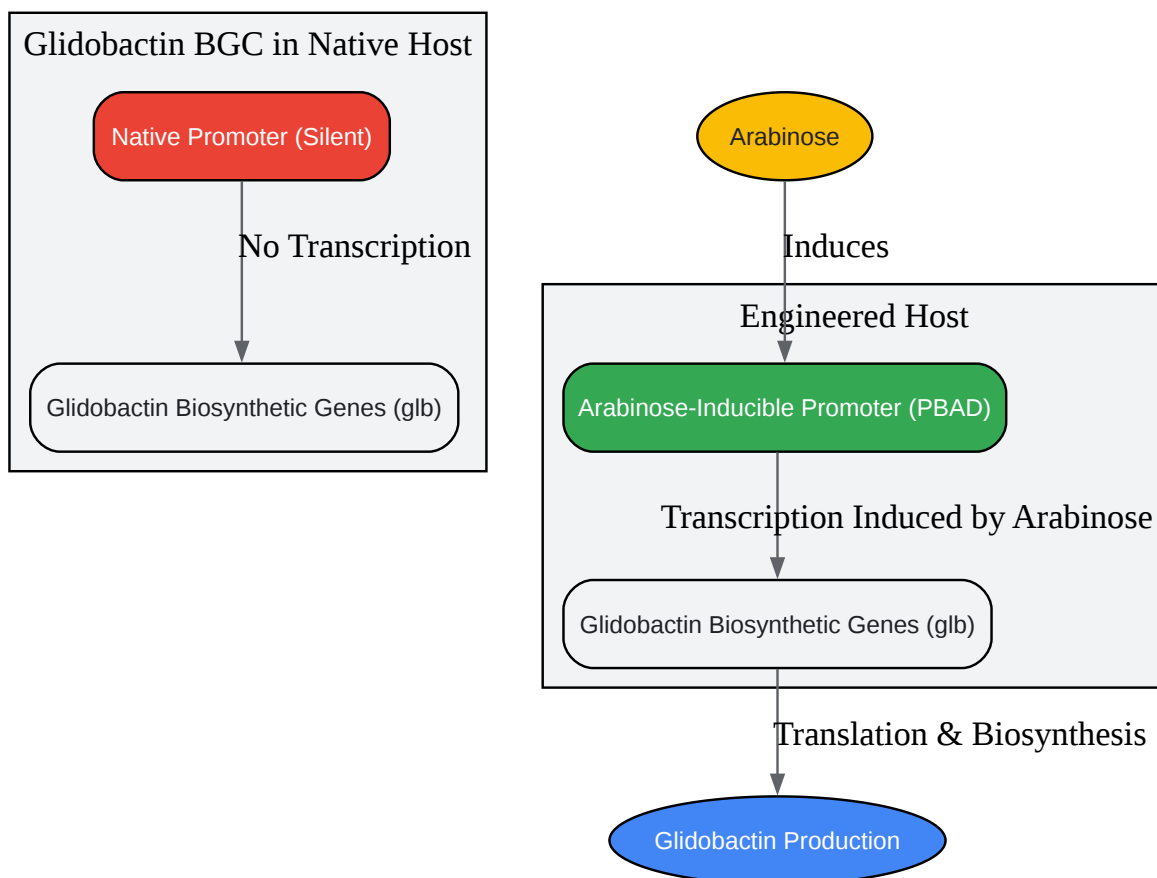 Glidobactin BGC in Native Host
Native Promoter (Silent)
No Transcription
Glidobactin Biosynthetic Genes (glb)
Arabinose
Induces
Engineered Host
Arabinose-Inducible Promoter (PBAD)
Transcription Induced by Arabinose
Glidobactin Biosynthetic Genes (glb)
Translation & Biosynthesis
Glidobactin Production